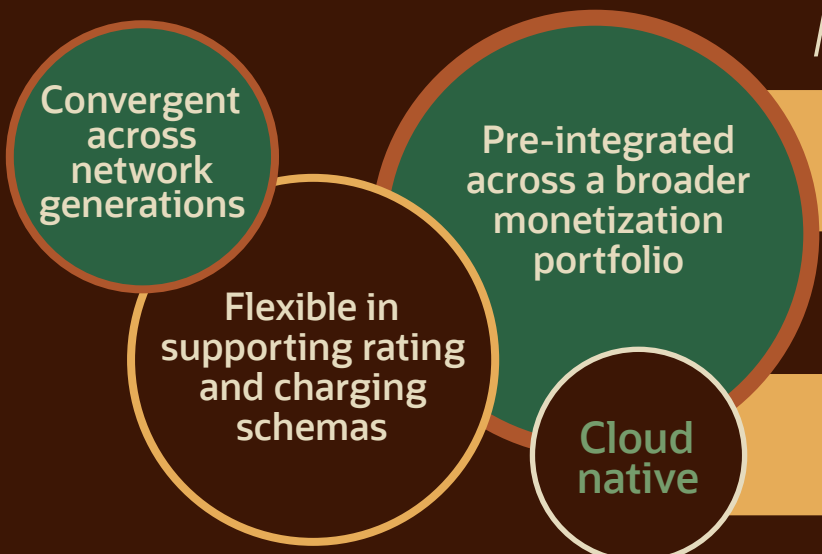 Convergent
across
network
generations
Pre-integrated
across a broader
monetization
portfolio
Flexible in
supporting rating
and charging
schemas
Cloud
native